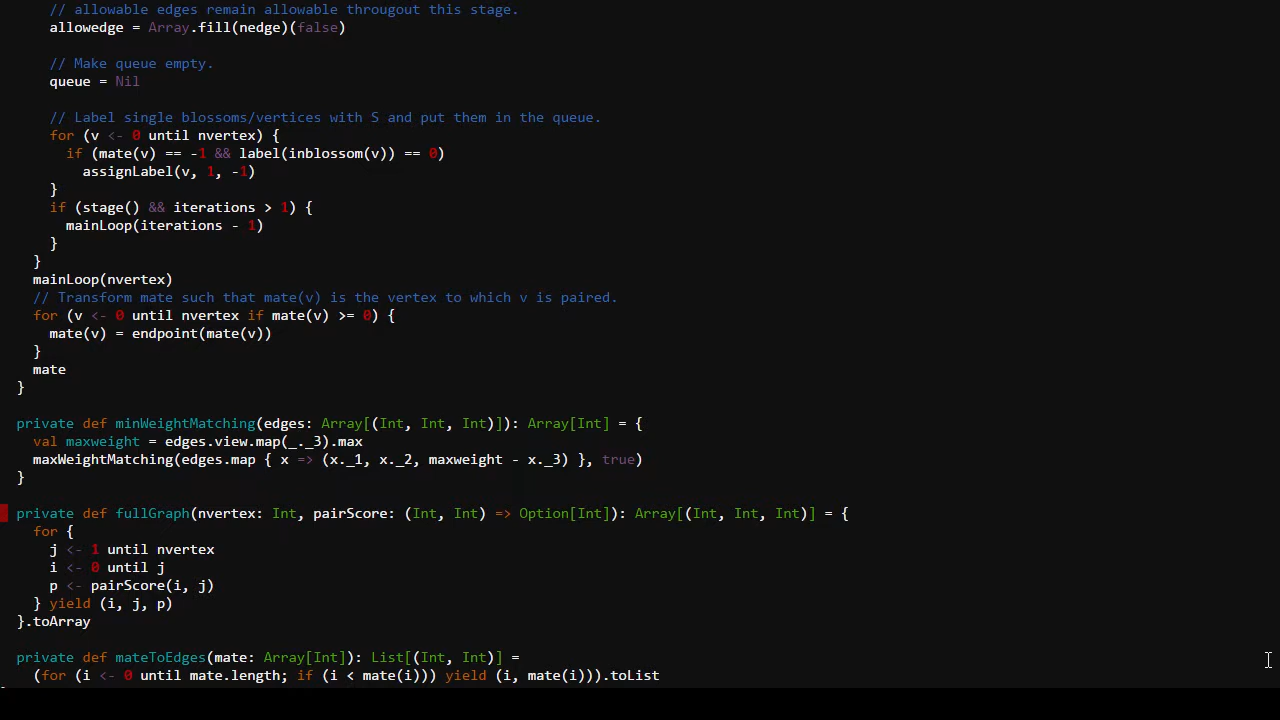 // allowable edges remain allowable througout this stage.
allowedge = Array.fill(nedge)(false)
// Make queue empty.
queue = Nil
// Label single blossoms/vertices with S and put them in the queue.
for (v <- 0 until nvertex) {
if (mate(v) == -1 && label(inblossom(v)) == 0)
assignLabel(v, 1, -1)
}
if (stage() && iterations > 1) {
mainLoop(iterations - 1)
}
}
mainLoop(nvertex)
// Transform mate such that mate(v) is the vertex to which v is paired.
for (v <- 0 until nvertex if mate(v) >= 0) {
mate(v) = endpoint(mate(v))
}
mate
}
private def minWeightMatching(edges: Array[(Int, Int, Int)]): Array[Int] = {
val maxweight = edges.view.map(_._3).max
maxWeightMatching(edges.map { x => (x._1, x._2, maxweight - x._3) }, true)
}
private def fullGraph(nvertex: Int, pairScore: (Int, Int) => Option[Int]): Array[(Int, Int, Int)] = {
for {
j <- 1 until nvertex
i <- 0 until j
p <- pairScore(i, j)
} yield (i, j, p)
}.toArray
private def mateToEdges(mate: Array[Int]): List[(Int, Int)] =
(for (i <- 0 until mate.length; if (i < mate(i))) yield (i, mate(i))).toList